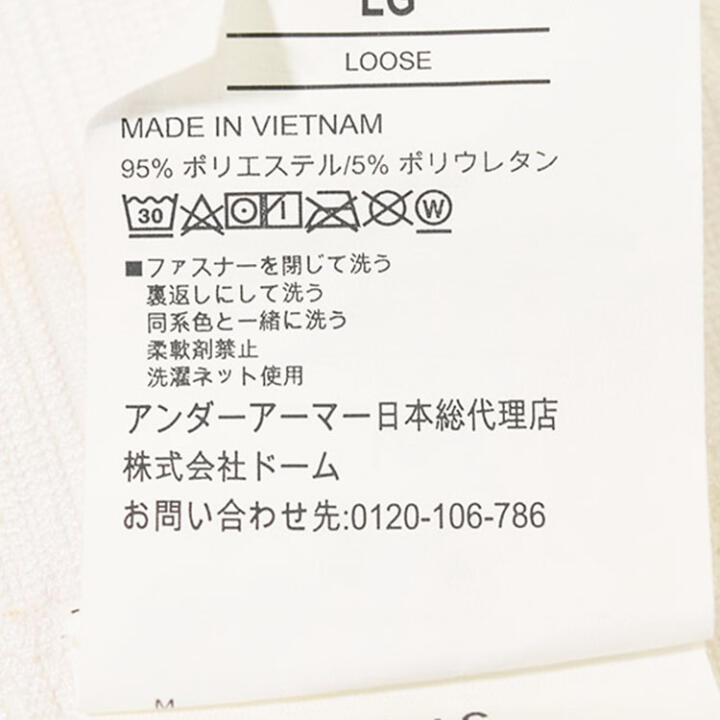 LG
LOOSE
MADE IN VIETNAM
95% ポリエステル/5% ポリウレタン
30 W
■ファスナーを閉じて洗う
裏返しにして洗う
同系色と一緒に洗う
柔軟剤禁止
洗濯ネット使用
アンダーアーマー日本総代理店
株式会社ドーム
お問い合わせ先:0120-106-786
M